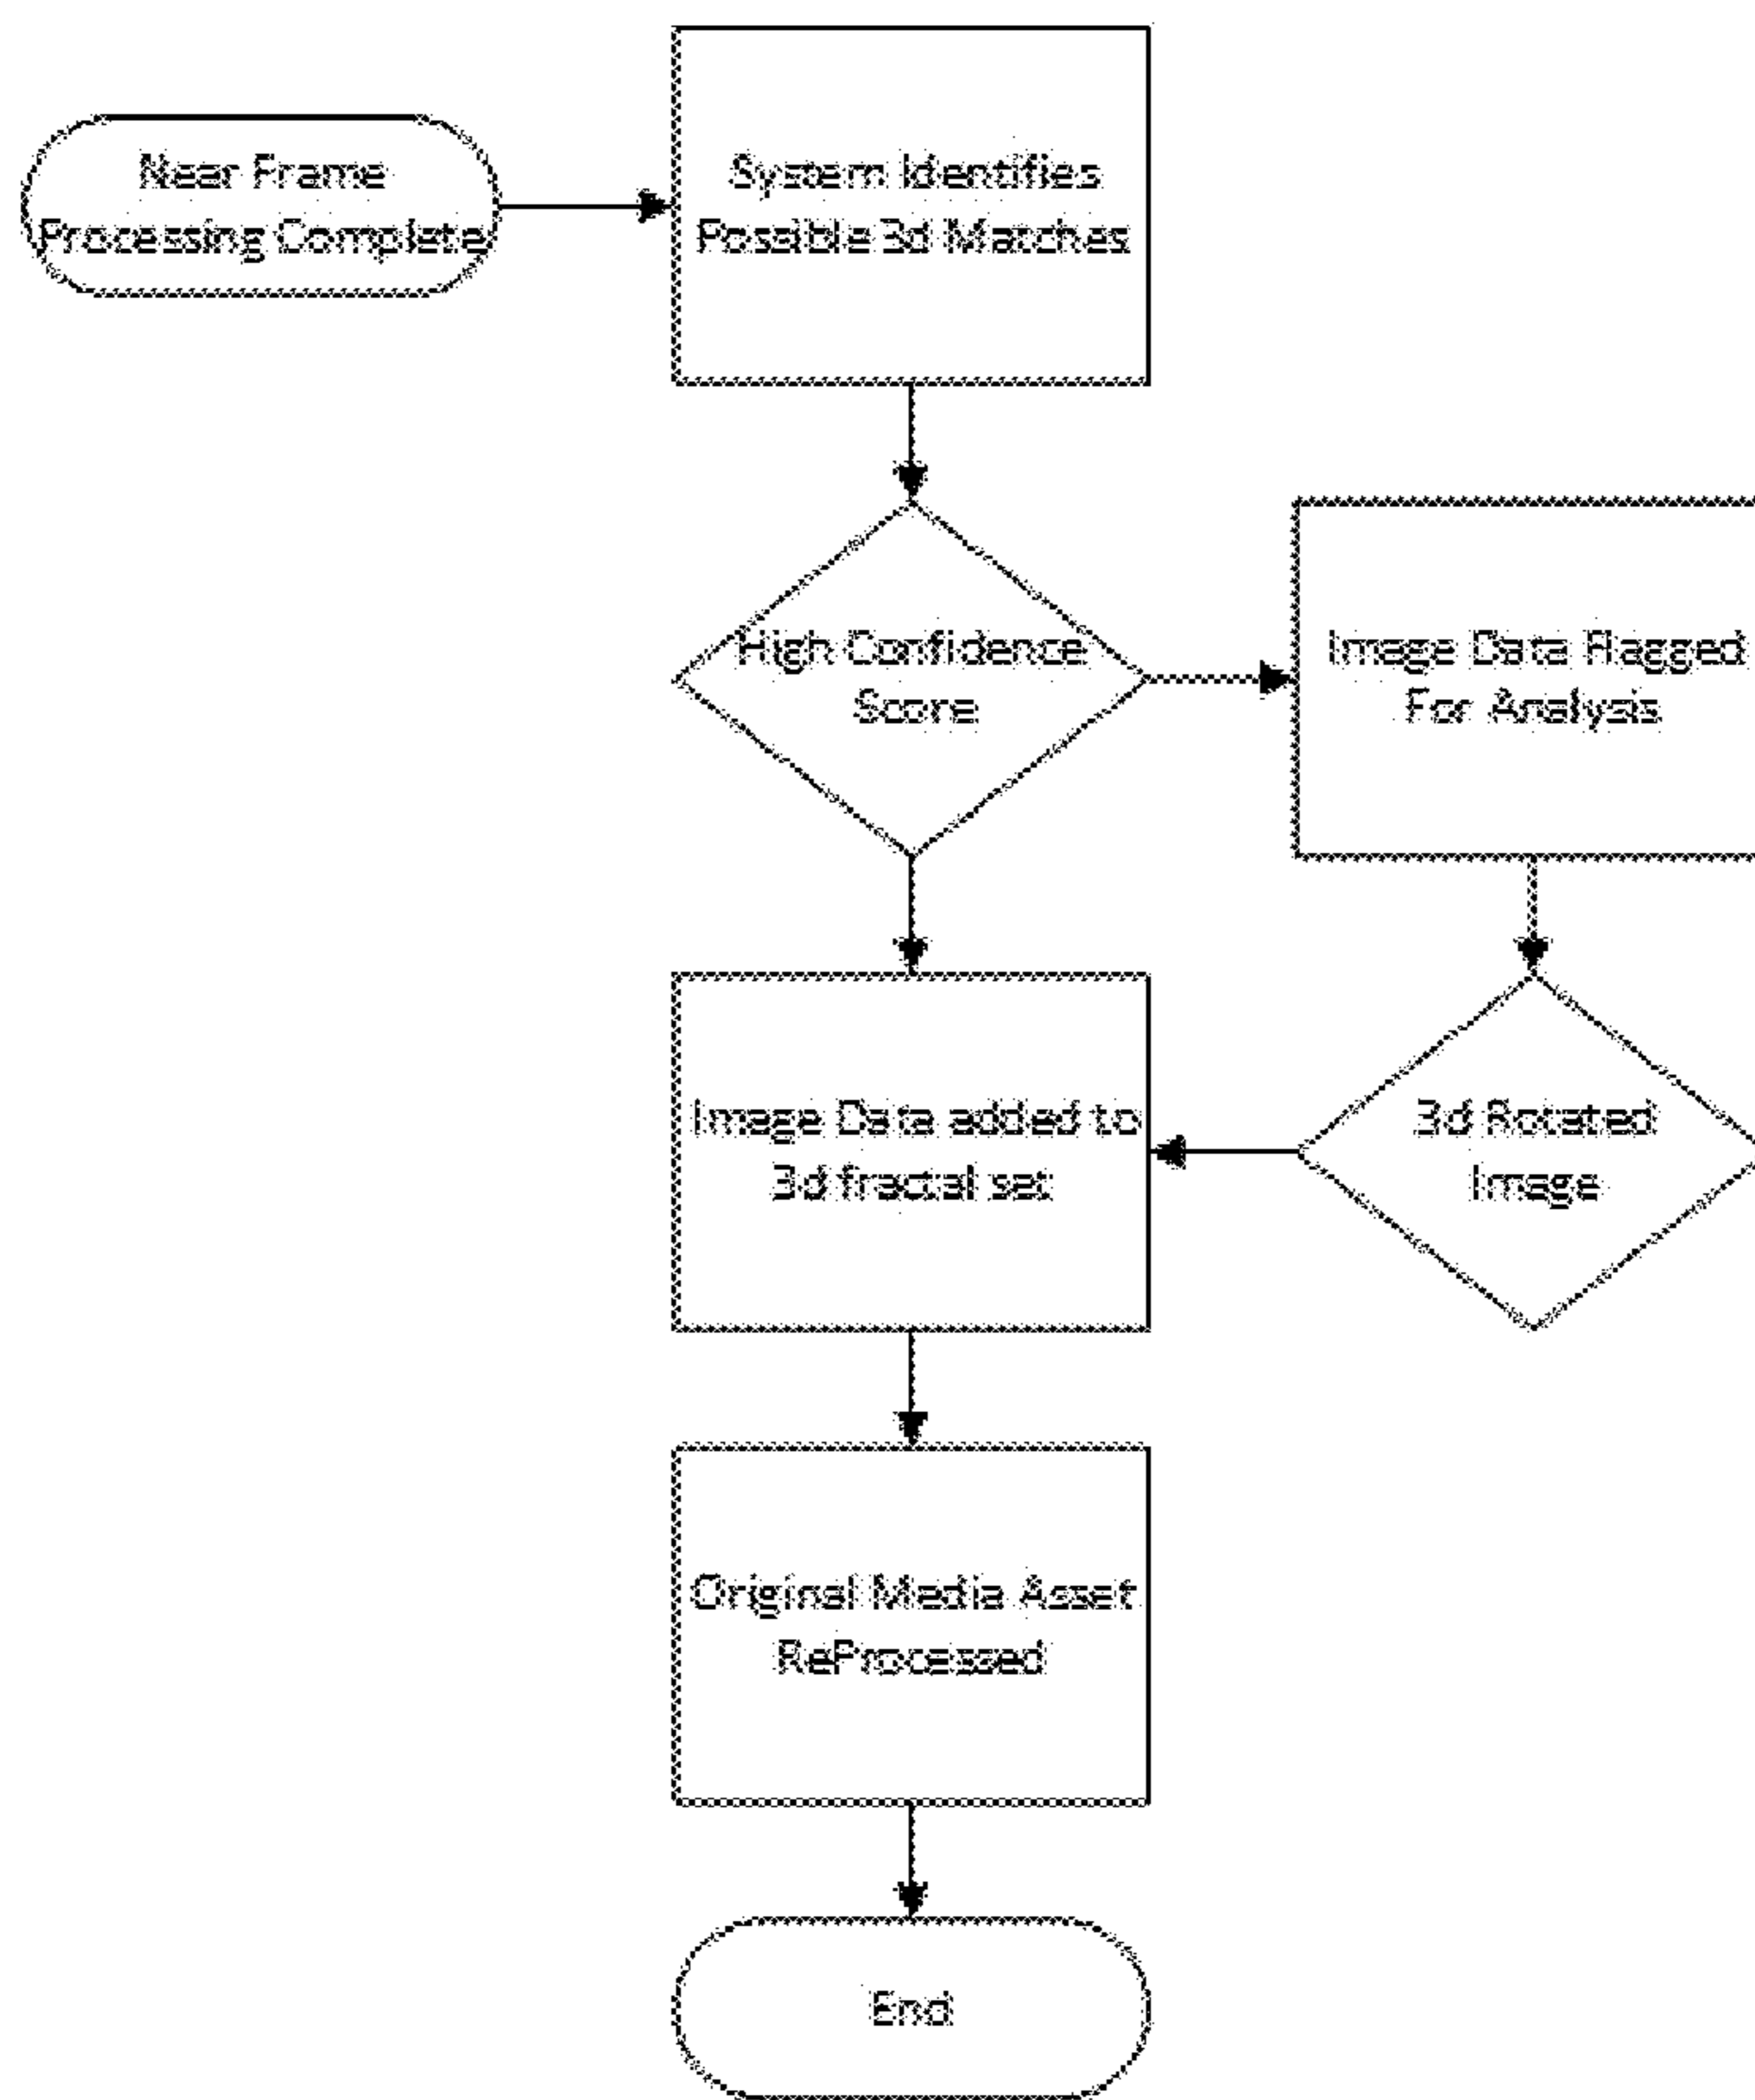 Near Frame
Processing Complete
System Identifies
Possible 3d Matches
High Confidence
Score
Image Data Flagged
For Analysis
Image Data added to
3d fractal set
3d Rotated
Image
Original Media Asset
ReProcessed
End